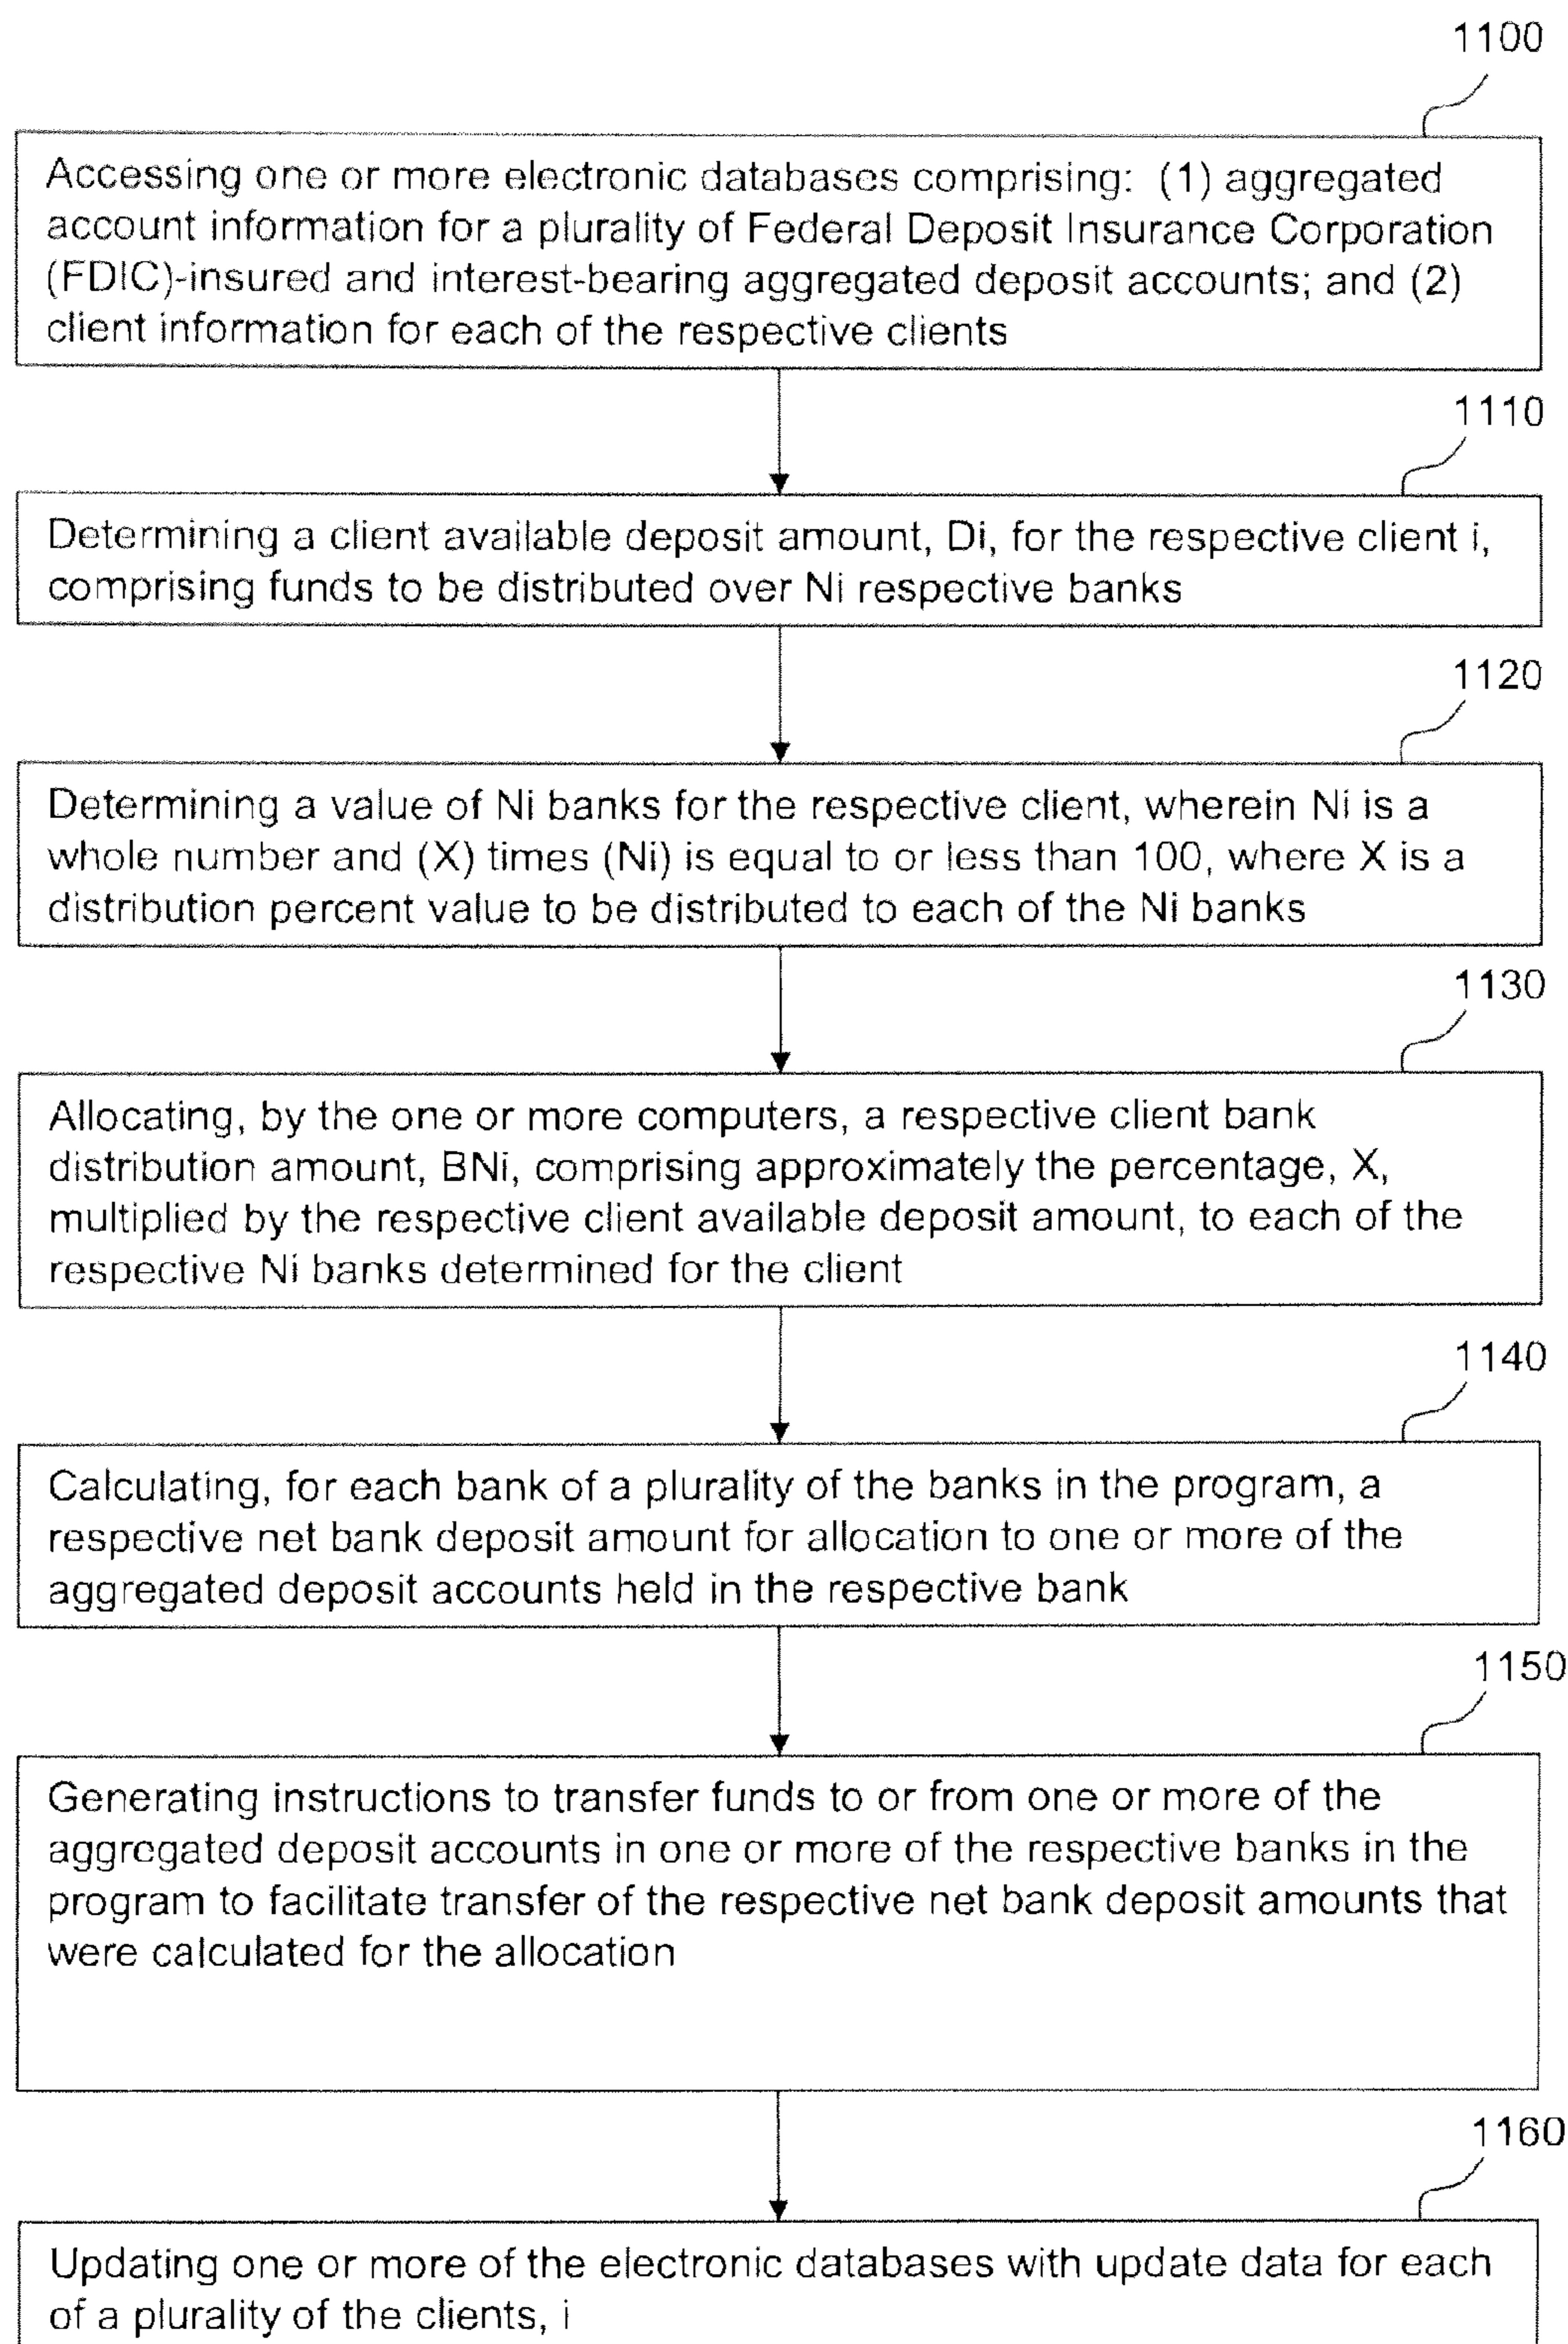 1100
Accessing one or more electronic databases comprising: (1) aggregated
account information for a plurality of Federal Deposit Insurance Corporation
(FDIC)-insured and interest-bearing aggregated deposit accounts; and (2)
client information for each of the respective clients
1110
Determining a client available deposit amount, Di, for the respective client i,
comprising funds to be distributed over Ni respective banks
1120
Determining a value of Ni banks for the respective client, wherein Ni is a
whole number and (X) times (Ni) is equal to or less than 100, where X is a
distribution percent value to be distributed to each of the Ni banks
1130
Allocating, by the one or more computers, a respective client bank
distribution amount, BNi, comprising approximately the percentage, X,
multiplied by the respective client available deposit amount, to each of the
respective Ni banks determined for the client
1140
Calculating, for each bank of a plurality of the banks in the program, a
respective net bank deposit amount for allocation to one or more of the
aggregated deposit accounts held in the respective bank
1150
Generating instructions to transfer funds to or from one or more of the
aggregated deposit accounts in one or more of the respective banks in the
program to facilitate transfer of the respective net bank deposit amounts that
were calculated for the allocation
1160
Updating one or more of the electronic databases with update data for each
of a plurality of the clients, i